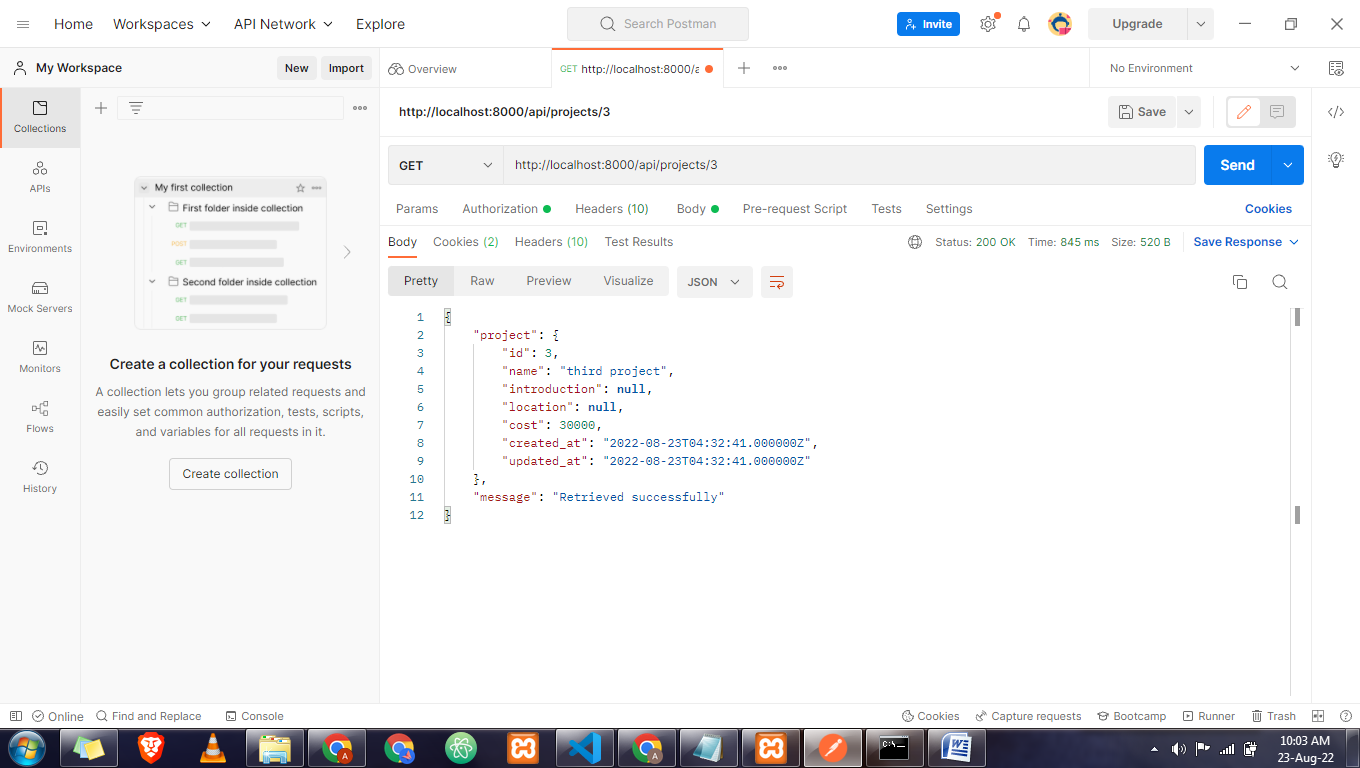 Home Workspaces API Network Explore Search Postman Invite Upgrade
My Workspace New Import Overview GET http://localhost:8000/a No Environment
Collections
APIs
Environments
Mock Servers
Monitors
Flows
History
My first collection
First folder inside collection
GET
POST
GET
Second folder inside collection
GET
GET
Create a collection for your requests
A collection lets you group related requests and
easily set common authorization, tests, scripts,
and variables for all requests in it.
Create collection
http://localhost:8000/api/projects/3 Save
GET http://localhost:8000/api/projects/3 Send
Params Authorization Headers (10) Body Pre-request Script Tests Settings Cookies
Body Cookies (2) Headers (10) Test Results Status: 200 OK Time: 845 ms Size: 520 B Save Response
Pretty Raw Preview Visualize JSON
1 {
2 "project": {
3 "id": 3,
4 "name": "third project",
5 "introduction": null,
6 "location": null,
7 "cost": 30000,
8 "created_at": "2022-08-23T04:32:41.000000Z",
9 "updated_at": "2022-08-23T04:32:41.000000Z"
10 },
11 "message": "Retrieved successfully"
12 }
Online Find and Replace Console Cookies Capture requests Bootcamp Runner Trash
10:03 AM
23-Aug-22